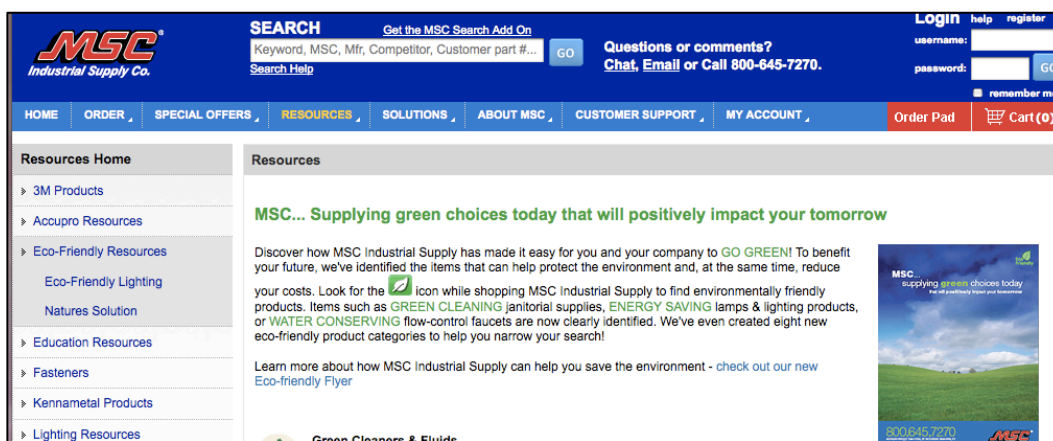 MSC
Industrial Supply Co.
SEARCH Get the MSC Search Add On
Keyword, MSC, Mfr, Competitor, Customer part #... GO
Search Help
Questions or comments?
Chat, Email or Call 800-645-7270.
Login help register
username:
password: GO
remember me
HOME ORDER SPECIAL OFFERS RESOURCES SOLUTIONS ABOUT MSC CUSTOMER SUPPORT MY ACCOUNT Order Pad Cart (0)
Resources Home
3M Products
Accupro Resources
Eco-Friendly Resources
Eco-Friendly Lighting
Natures Solution
Education Resources
Fasteners
Kennametal Products
Lighting Resources
Resources
MSC... Supplying green choices today that will positively impact your tomorrow
Discover how MSC Industrial Supply has made it easy for you and your company to GO GREEN! To benefit
your future, we've identified the items that can help protect the environment and, at the same time, reduce
your costs. Look for the icon while shopping MSC Industrial Supply to find environmentally friendly
products. Items such as GREEN CLEANING janitorial supplies, ENERGY SAVING lamps & lighting products,
or WATER CONSERVING flow-control faucets are now clearly identified. We've even created eight new
eco-friendly product categories to help you narrow your search!
Learn more about how MSC Industrial Supply can help you save the environment - check out our new
Eco-friendly Flyer
Green Cleaners & Fluids
MSC...
supplying green choices today
that will positively impact your tomorrow
800.645.7270
MSC